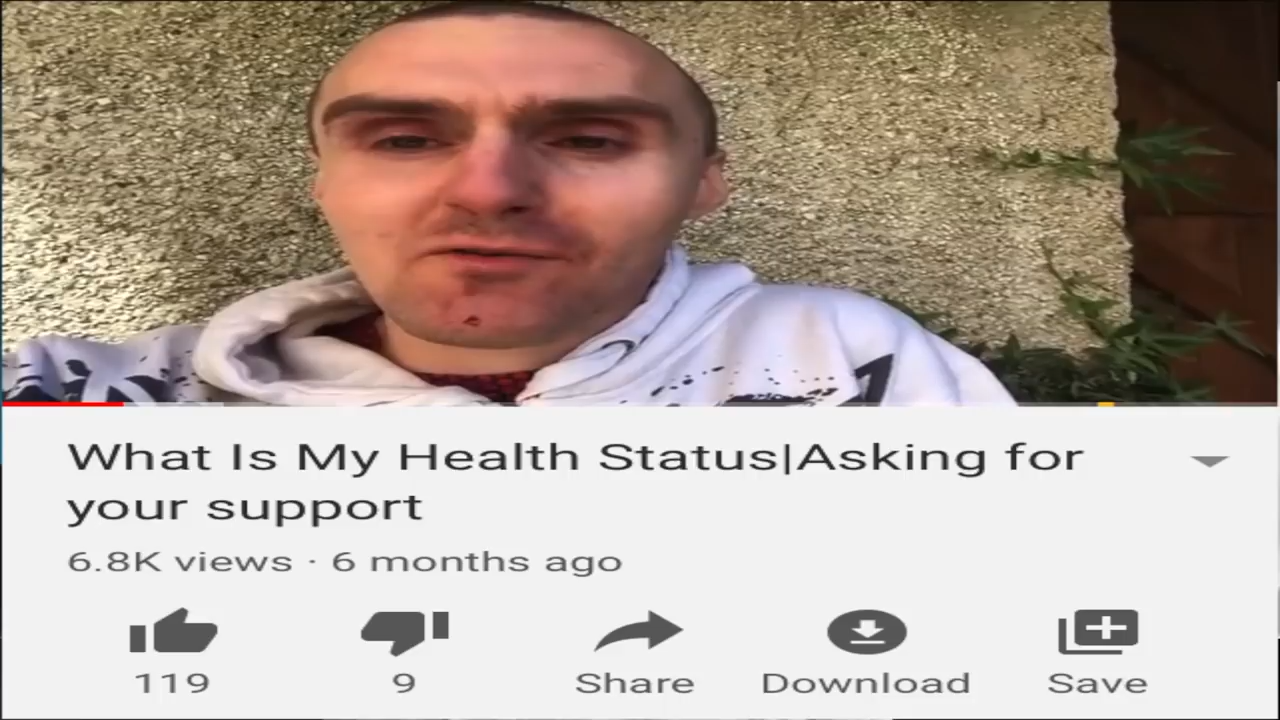 What Is My Health Status|Asking for
your support
6.8K views · 6 months ago
119
9
Share
Download
Save